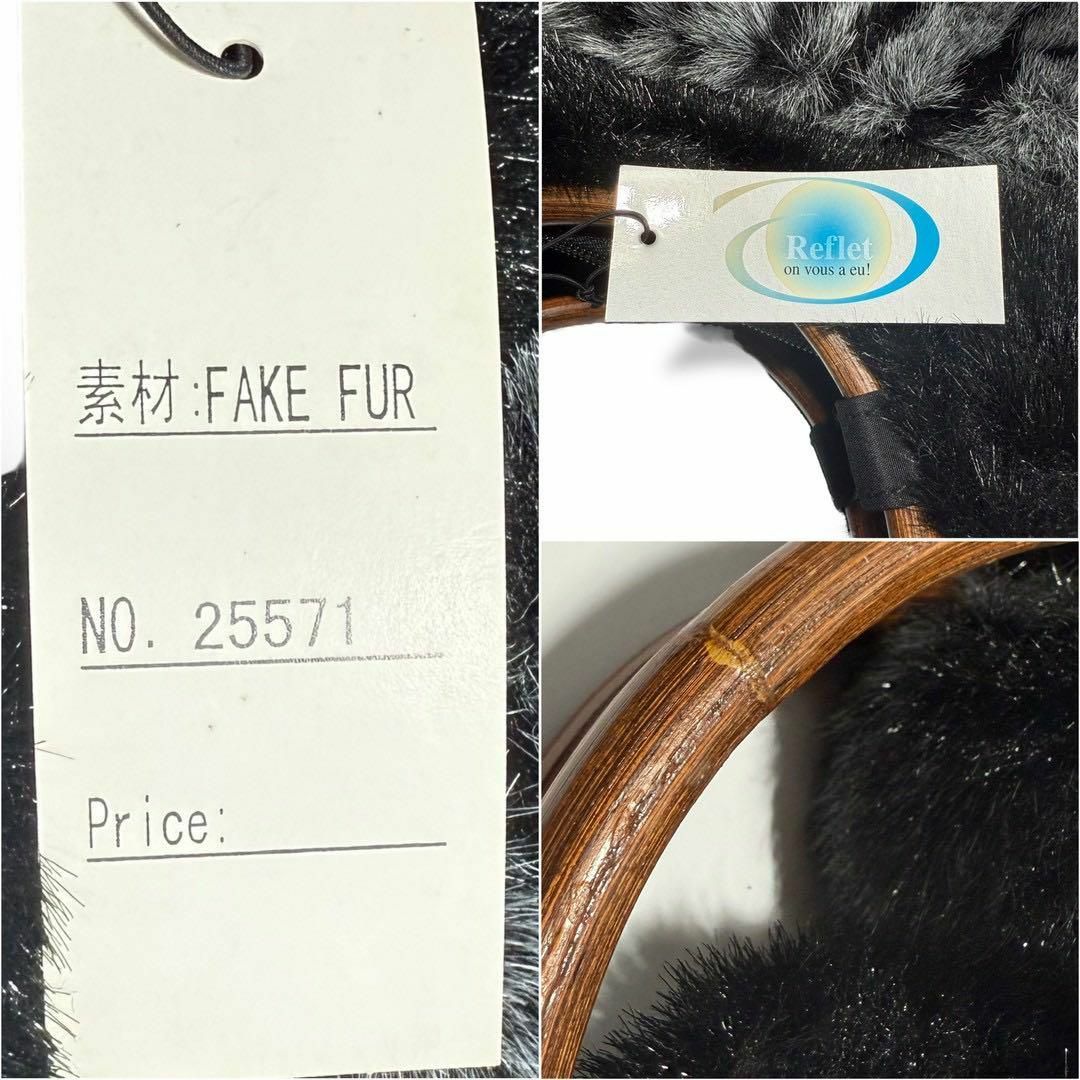 素材:FAKE FUR
NO. 25571
Price:
Reflet
on vous a eu!